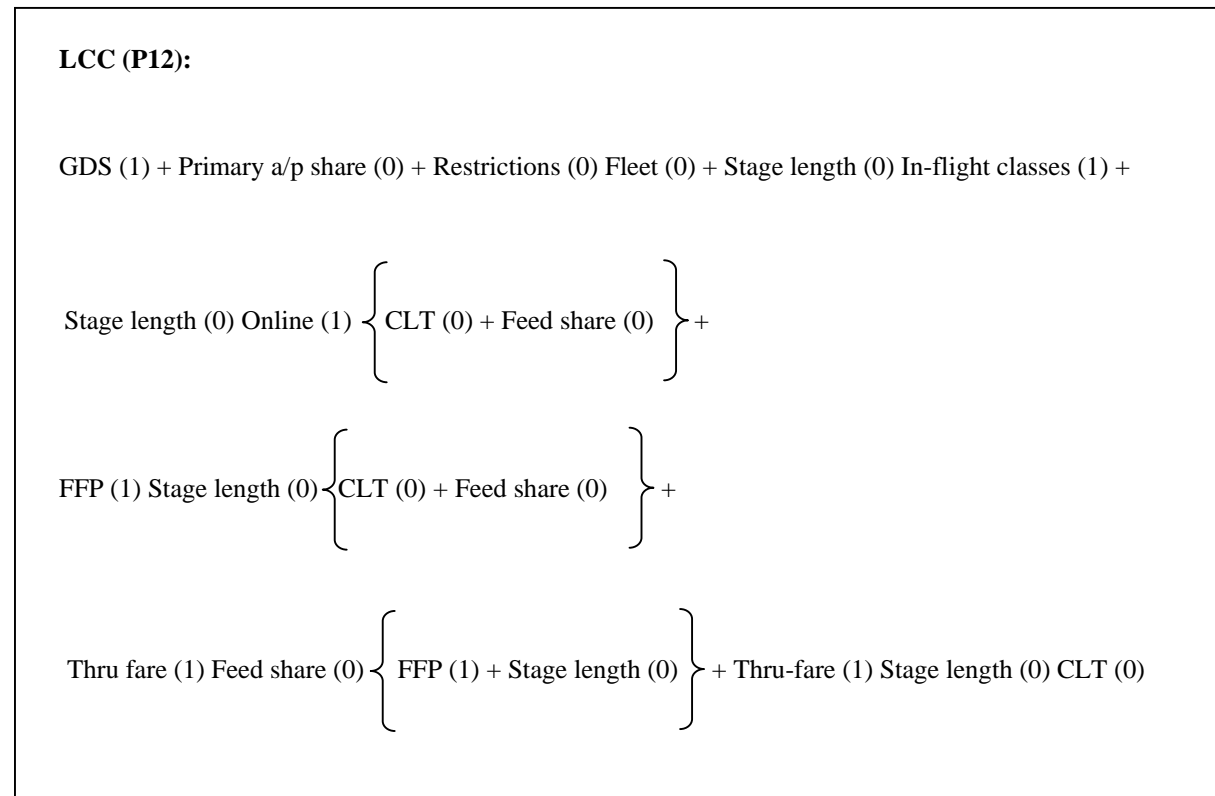 LCC (P12):
GDS (1) + Primary a/p share (0) + Restrictions (0) Fleet (0) + Stage length (0) In-flight classes (1) +
Stage length (0) Online (1) { CLT (0) + Feed share (0) } +
FFP (1) Stage length (0) { CLT (0) + Feed share (0) } +
Thru fare (1) Feed share (0) { FFP (1) + Stage length (0) } + Thru-fare (1) Stage length (0) CLT (0)